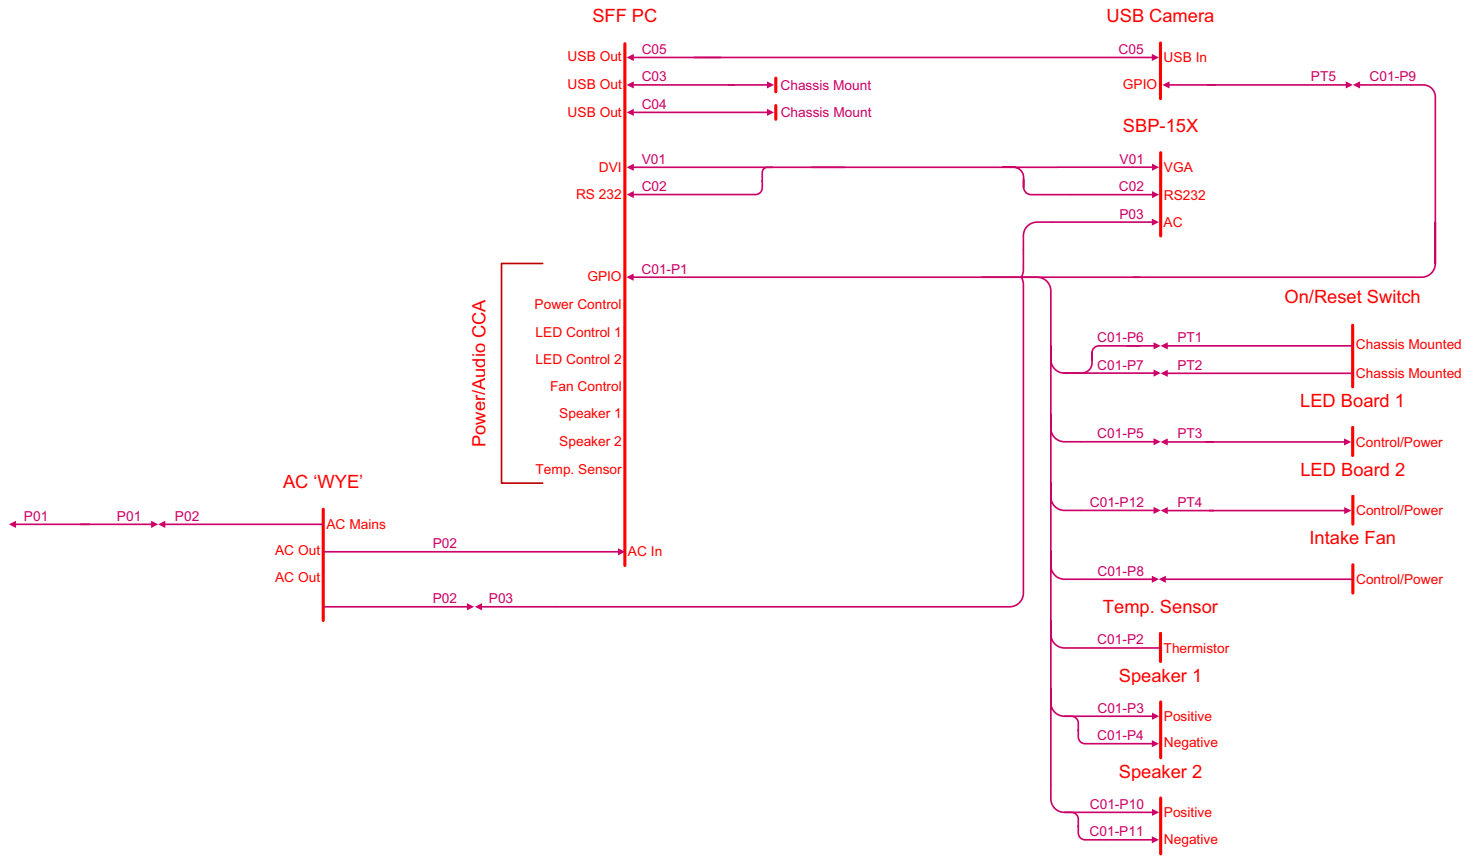 SFF PC
USB Camera
USB Out
C05
C05
USB In
USB Out
C03
Chassis Mount
GPIO
PT5
C01-P9
USB Out
C04
Chassis Mount
SBP-15X
DVI
V01
V01
VGA
RS 232
C02
C02
RS232
P03
AC
Power/Audio CCA
GPIO
C01-P1
Power Control
LED Control 1
LED Control 2
Fan Control
Speaker 1
Speaker 2
Temp. Sensor
On/Reset Switch
C01-P6
PT1
Chassis Mounted
C01-P7
PT2
Chassis Mounted
LED Board 1
C01-P5
PT3
Control/Power
LED Board 2
C01-P12
PT4
Control/Power
Intake Fan
C01-P8
Control/Power
AC ‘WYE’
P01
P01
P02
AC Mains
AC Out
P02
AC In
AC Out
P02
P03
Temp. Sensor
C01-P2
Thermistor
Speaker 1
C01-P3
Positive
C01-P4
Negative
Speaker 2
C01-P10
Positive
C01-P11
Negative